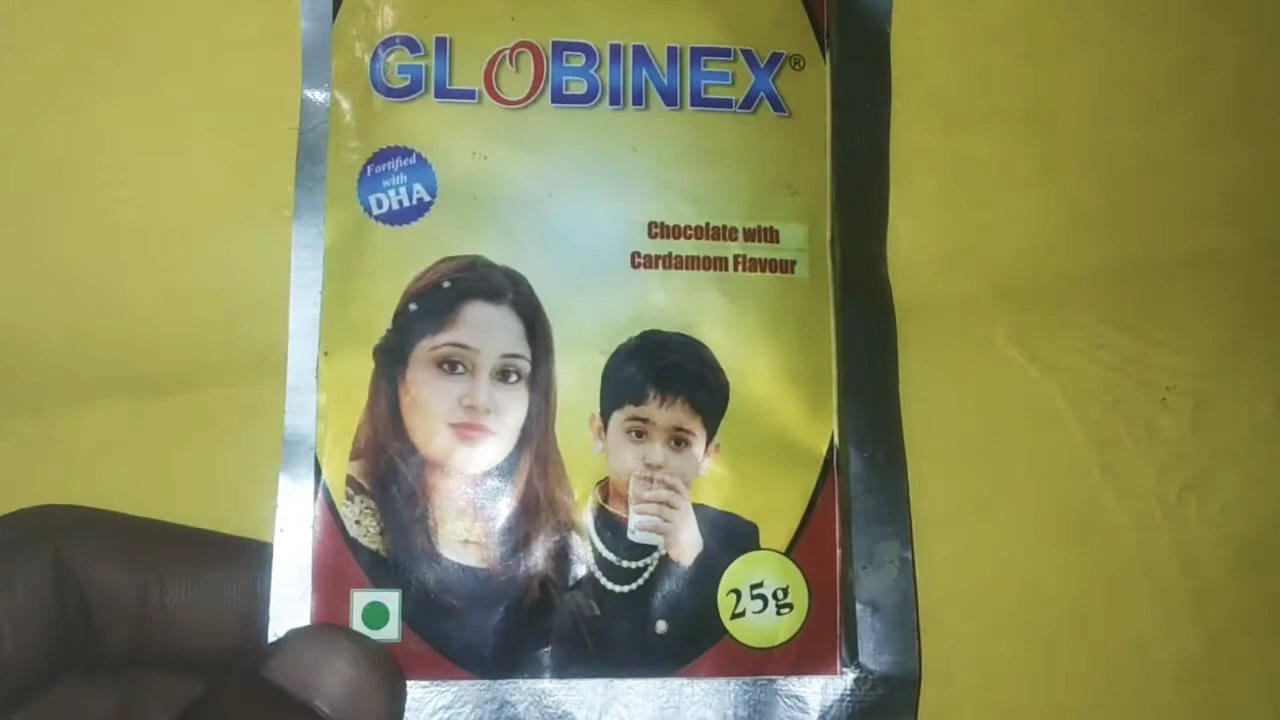 GLOBINEX®
Fortified
with
DHA
Chocolate with
Cardamom Flavour
25g